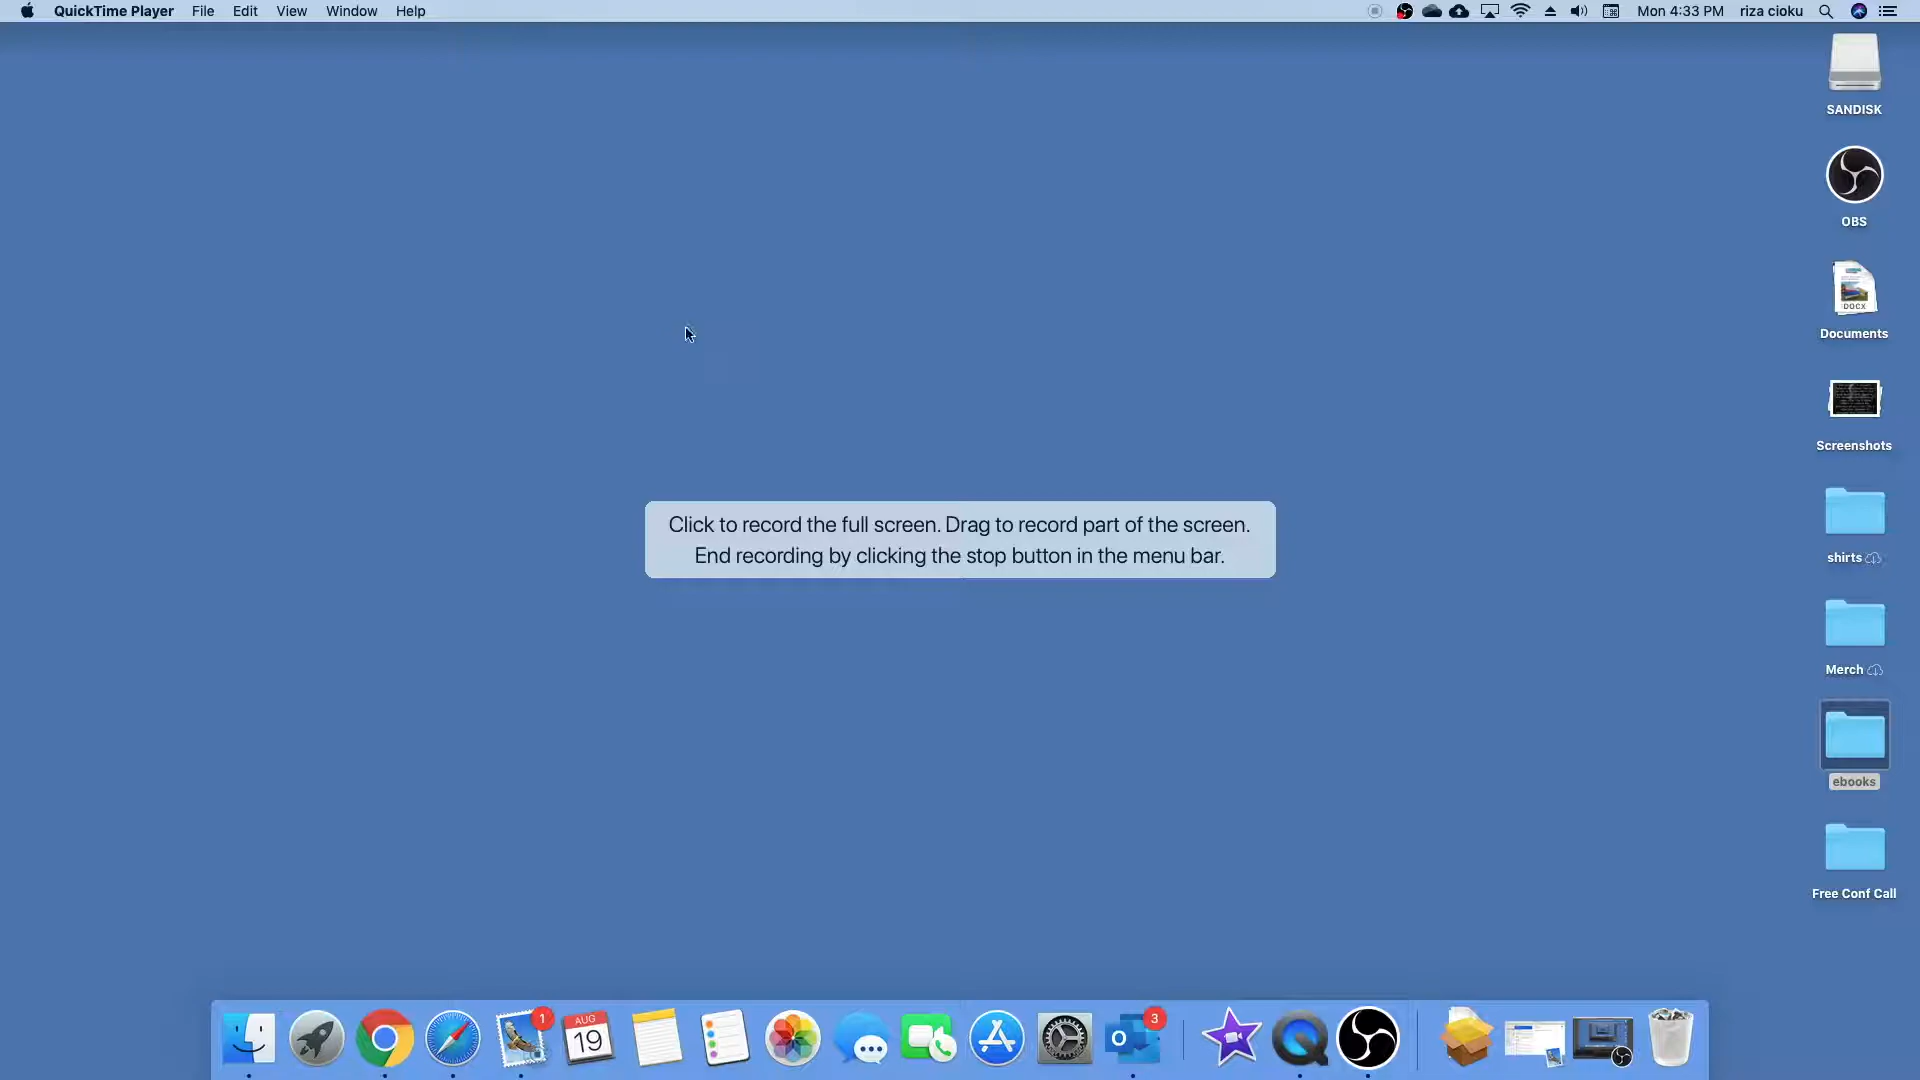 QuickTime Player File Edit View Window Help Mon 4:33 PM riza cioku
SANDISK
OBS
DOCX
Documents
Screenshots
Click to record the full screen. Drag to record part of the screen.
End recording by clicking the stop button in the menu bar.
shirts
Merch
ebooks
Free Conf Call
1
AUG
19
O
3